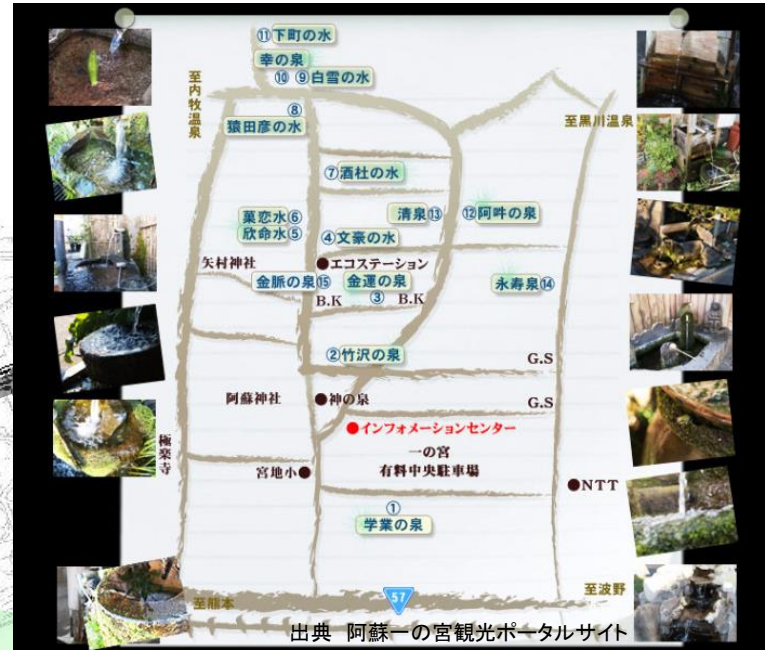 ⑪下町の水
幸の泉
⑩ ⑨白雪の水
至内牧温泉
⑧
猿田彦の水
至黒川温泉
⑦酒杜の水
菓恋水⑥
欣命水⑤
清泉⑬
⑫阿吽の泉
④文豪の水
矢村神社
●エコステーション
金脈の泉⑮
金運の泉
③
B.K
B.K
永寿泉⑭
②竹沢の泉
G.S
阿蘇神社
●神の泉
G.S
●インフォメーションセンター
極楽寺
一の宮
有料中央駐車場
宮地小●
●NTT
①
学業の泉
至熊本
57
至波野
出典 阿蘇一の宮観光ポータルサイト